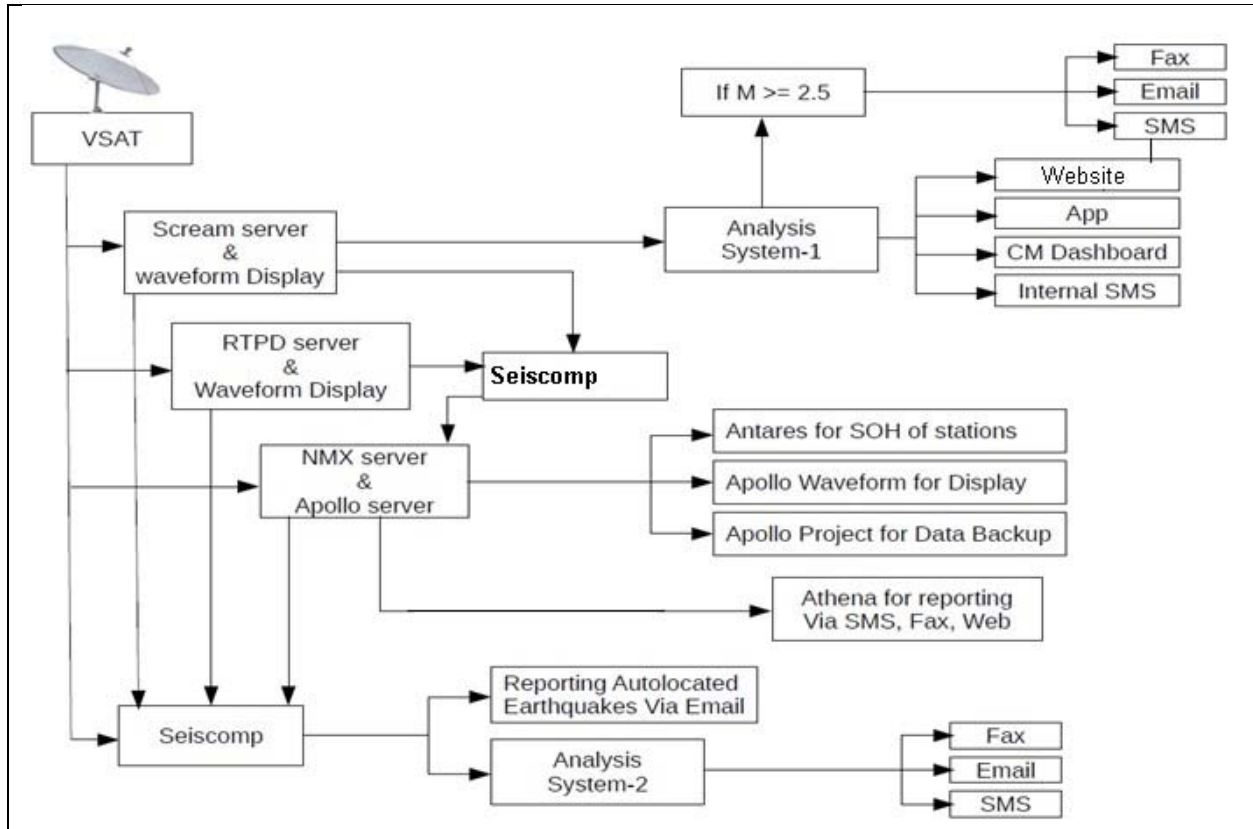 VSAT
If M >= 2.5
Fax
Email
SMS
Scream server
&
waveform Display
Analysis
System-1
Website
App
CM Dashboard
Internal SMS
RTPD server
&
Waveform Display
Seiscomp
NMX server
&
Apollo server
Antares for SOH of stations
Apollo Waveform for Display
Apollo Project for Data Backup
Athena for reporting
Via SMS, Fax, Web
Seiscomp
Reporting Autolocated
Earthquakes Via Email
Analysis
System-2
Fax
Email
SMS